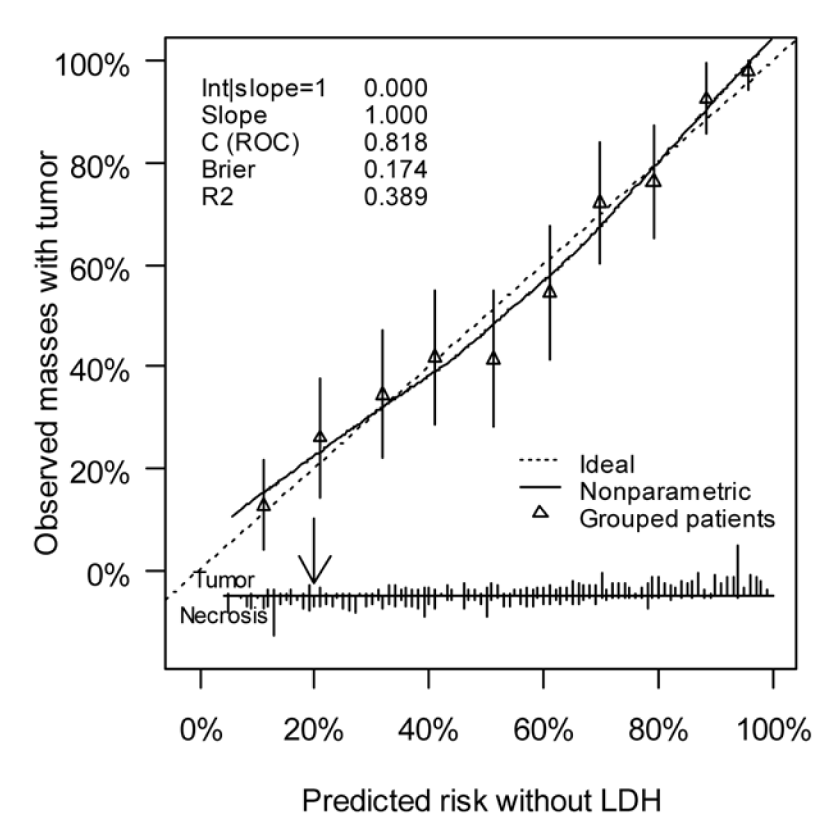 100%
80%
60%
40%
20%
0%
Observed masses with tumor
Int|slope=1 0.000
Slope 1.000
C (ROC) 0.818
Brier 0.174
R2 0.389
Ideal
Nonparametric
Grouped patients
Tumor
Necrosis
0% 20% 40% 60% 80% 100%
Predicted risk without LDH